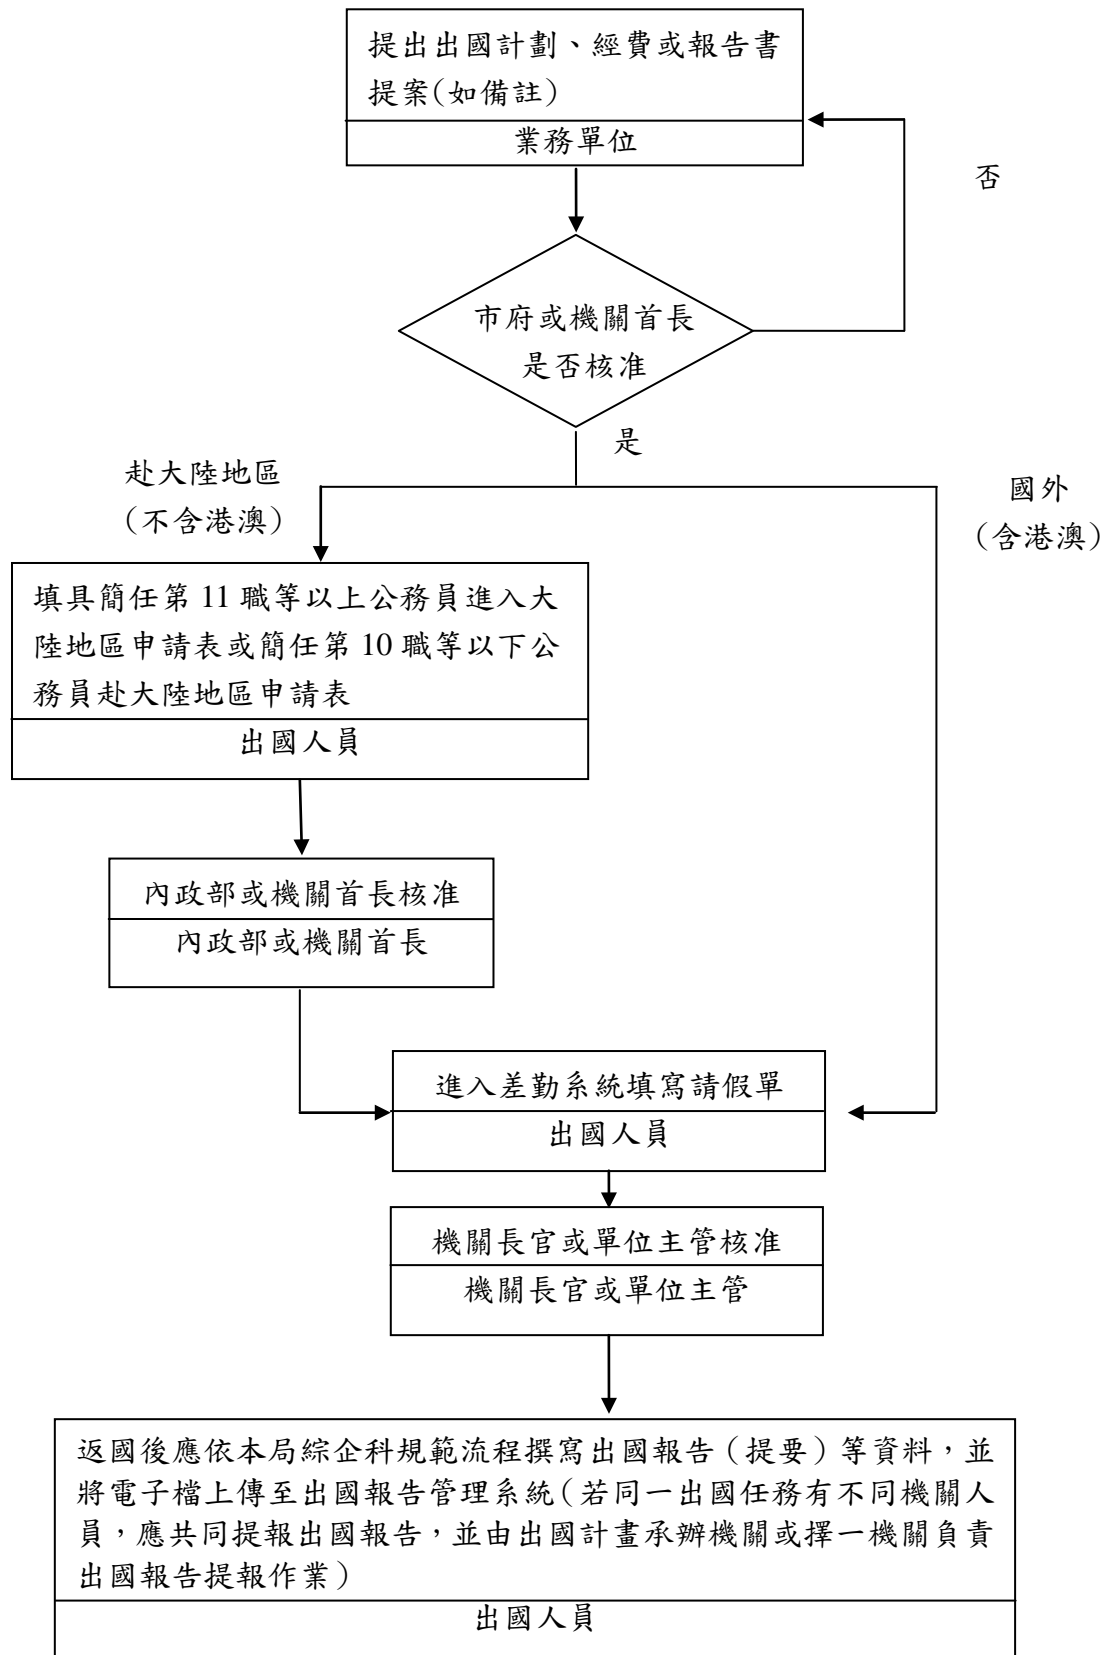 提出出國計劃、經費或報告書
提案(如備註)
業務單位
否
市府或機關首長
是否核准
是
赴大陸地區
(不含港澳)
國外
(含港澳)
填具簡任第 11 職等以上公務員進入大
陸地區申請表或簡任第 10 職等以下公
務員赴大陸地區申請表
出國人員
內政部或機關首長核准
內政部或機關首長
進入差勤系統填寫請假單
出國人員
機關長官或單位主管核准
機關長官或單位主管
返國後應依本局綜企科規範流程撰寫出國報告(提要)等資料,並
將電子檔上傳至出國報告管理系統(若同一出國任務有不同機關人
員,應共同提報出國報告,並由出國計畫承辦機關或擇一機關負責
出國報告提報作業)
出國人員